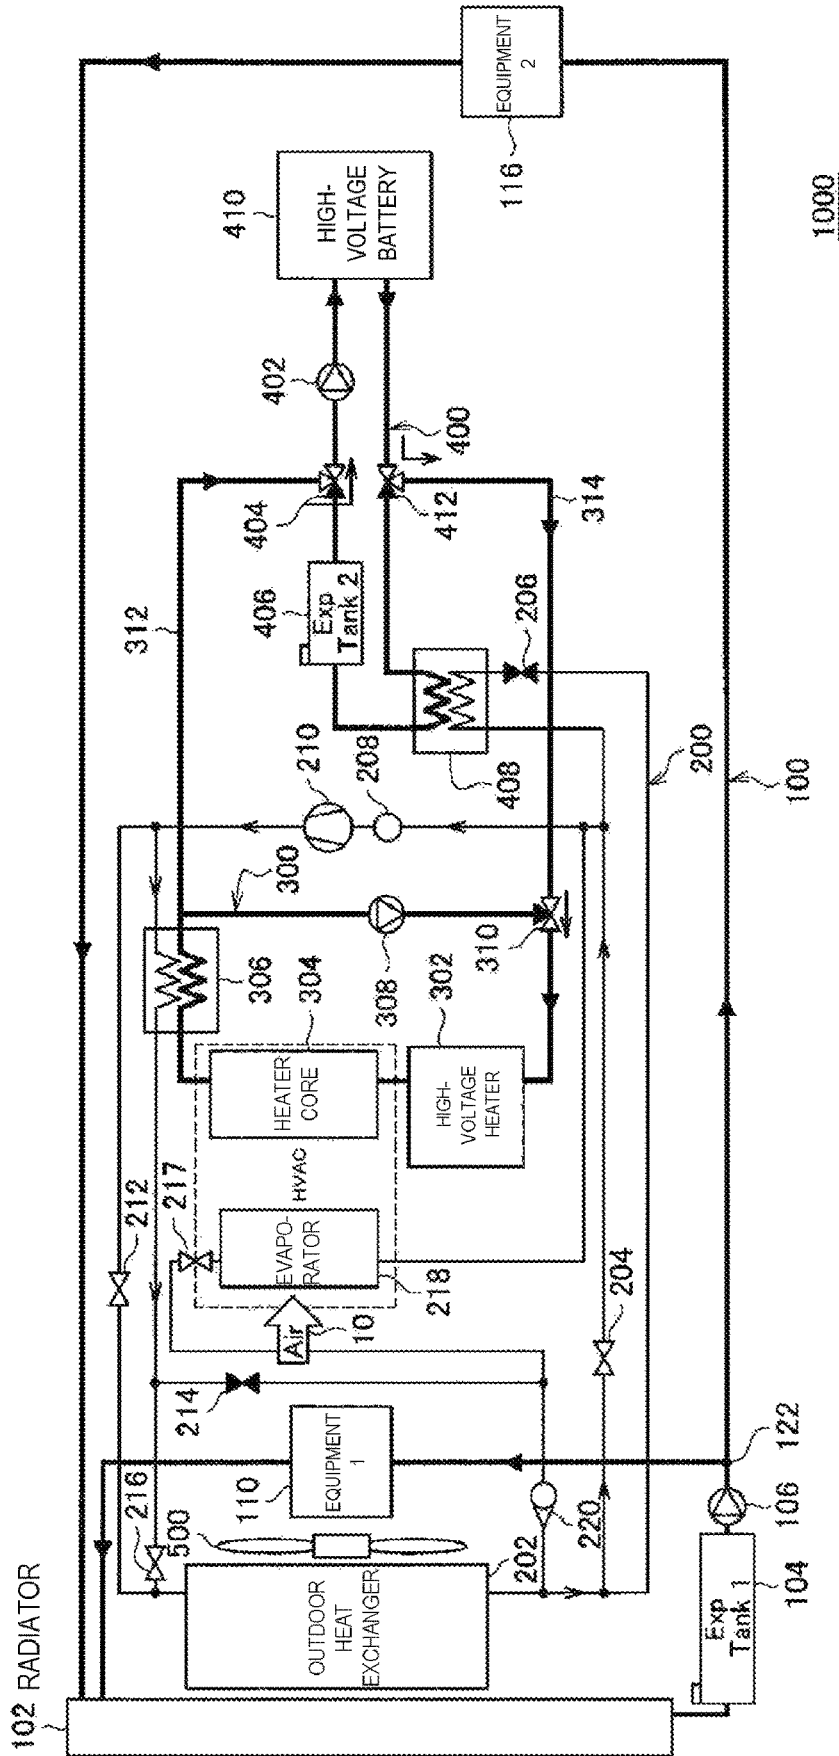 102 RADIATOR
OUTDOOR
HEAT
EXCHANGER
202
500
216
212
214
110
EQUIPMENT
1
220
Exp
Tank 1
104
106
122
204
Air
10
217
EVAPO-
RATOR
218
HVAC
HEATER
CORE
304
306
HIGH-
VOLTAGE
HEATER
302
308
310
300
210
208
408
312
Exp
Tank 2
406
206
404
412
402
400
314
410
HIGH-
VOLTAGE
BATTERY
200
100
EQUIPMENT
2
116
1000